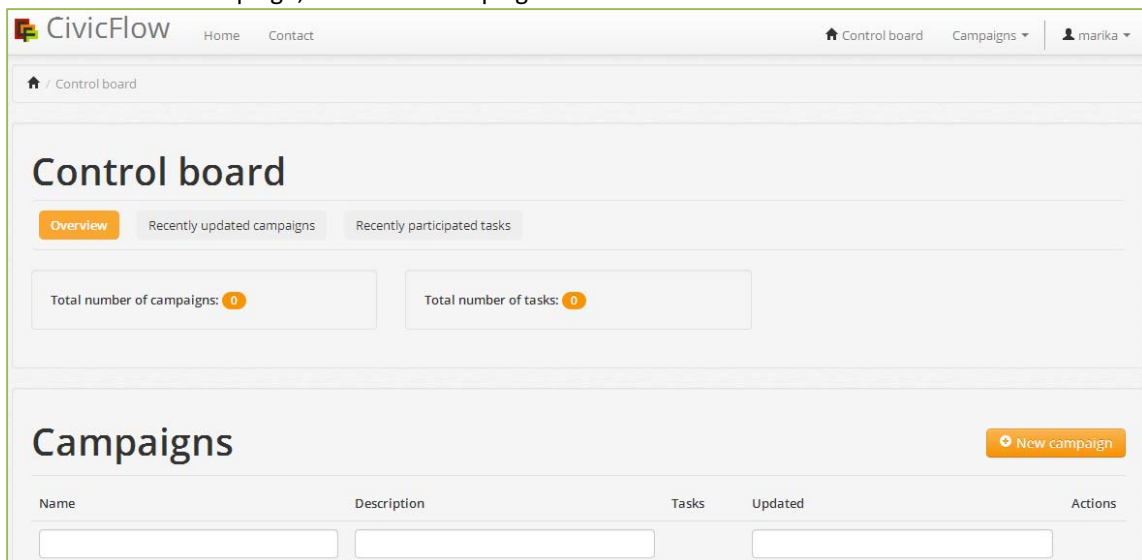 CivicFlow Home Contact Control board Campaigns marika
/ Control board
Control board
Overview Recently updated campaigns Recently participated tasks
Total number of campaigns: 0 Total number of tasks: 0
Campaigns New campaign
Name Description Tasks Updated Actions